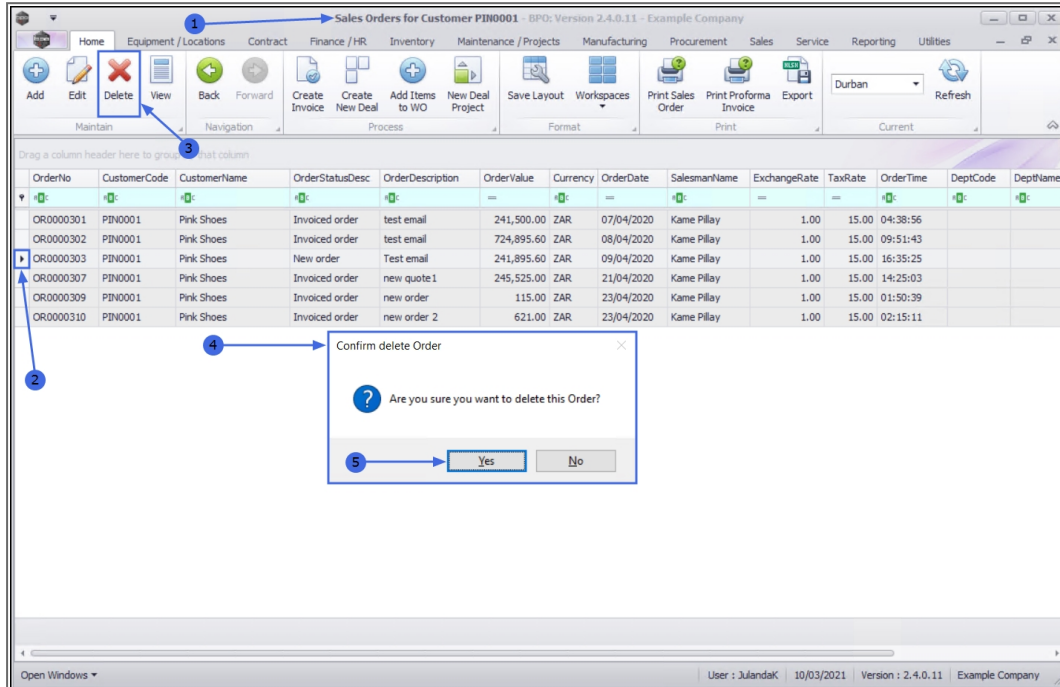 1 Sales Orders for Customer PIN0001 - BPO: Version 2.4.0.11 - Example Company
Home Equipment / Locations Contract Finance / HR Inventory Maintenance / Projects Manufacturing Procurement Sales Service Reporting Utilities
Add Edit Delete View Back Forward Create Invoice Create New Deal Add Items to WO New Deal Project Save Layout Workspaces Print Sales Order Print Proforma Invoice Export Durban Refresh
Maintain Navigation Process Format Print Current
3
Drag a column header here to group that column
OrderNo CustomerCode CustomerName OrderStatusDesc OrderDescription OrderValue Currency OrderDate SalesmanName ExchangeRate TaxRate OrderTime DeptCode DeptName
OR0000301 PIN0001 Pink Shoes Invoiced order test email 241,500.00 ZAR 07/04/2020 Kame Pillay 1.00 15.00 04:38:56
OR0000302 PIN0001 Pink Shoes Invoiced order test email 724,895.60 ZAR 08/04/2020 Kame Pillay 1.00 15.00 09:51:43
OR0000303 PIN0001 Pink Shoes New order Test email 241,895.60 ZAR 09/04/2020 Kame Pillay 1.00 15.00 16:35:25
OR0000307 PIN0001 Pink Shoes Invoiced order new quote1 245,525.00 ZAR 21/04/2020 Kame Pillay 1.00 15.00 14:25:03
OR0000309 PIN0001 Pink Shoes Invoiced order new order 115.00 ZAR 23/04/2020 Kame Pillay 1.00 15.00 01:50:39
OR0000310 PIN0001 Pink Shoes Invoiced order new order 2 621.00 ZAR 23/04/2020 Kame Pillay 1.00 15.00 02:15:11
4 Confirm delete Order
2
Are you sure you want to delete this Order?
5 Yes No
Open Windows User : JulandaK 10/03/2021 Version : 2.4.0.11 Example Company